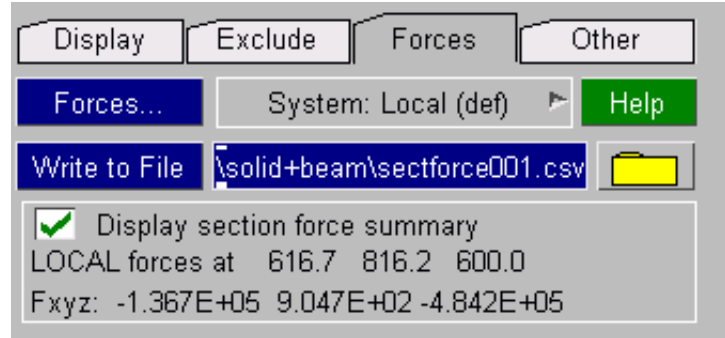 Display Exclude Forces Other
Forces... System: Local (def) Help
Write to File \solid+beam\sectforce001.csv
Display section force summary
LOCAL forces at 616.7 816.2 600.0
Fxyz: -1.367E+05 9.047E+02 -4.842E+05